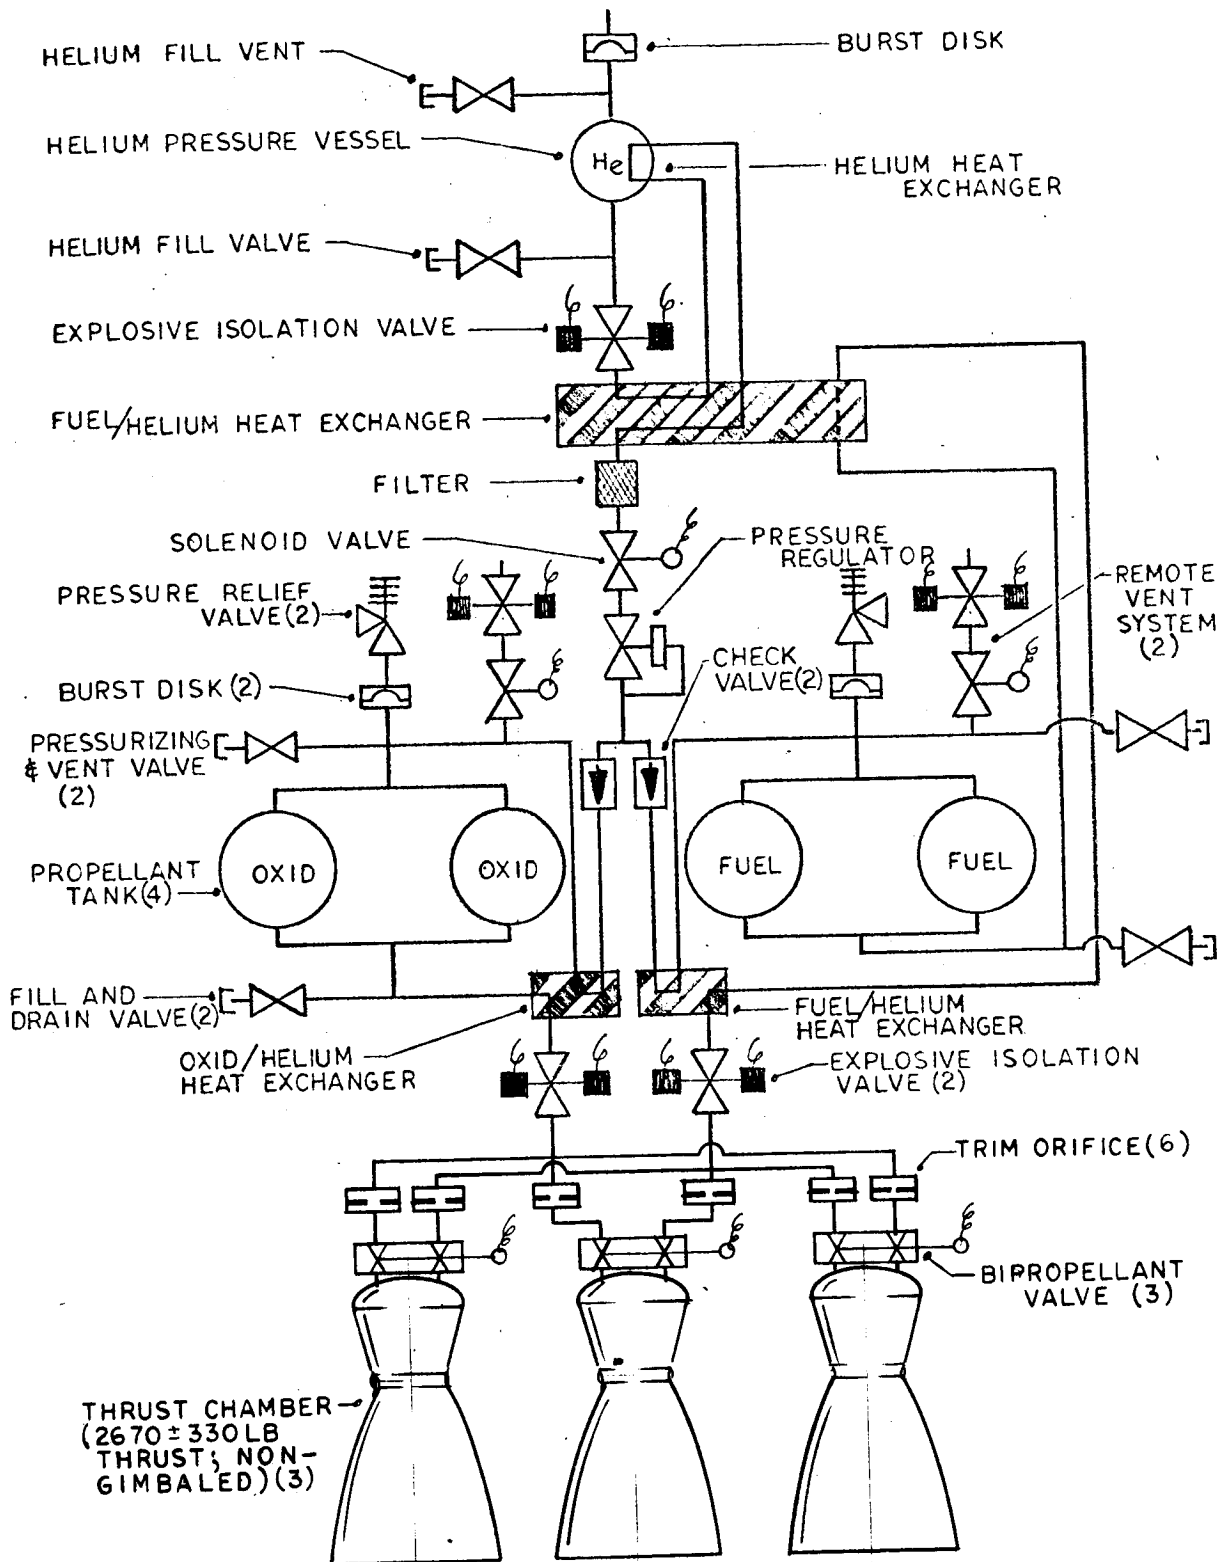 BURST DISK
HELIUM FILL VENT
HELIUM PRESSURE VESSEL
He
HELIUM HEAT
EXCHANGER
HELIUM FILL VALVE
EXPLOSIVE ISOLATION VALVE
FUEL/HELIUM HEAT EXCHANGER
FILTER
SOLENOID VALVE
PRESSURE
REGULATOR
PRESSURE RELIEF
VALVE(2)
REMOTE
VENT
SYSTEM
(2)
CHECK
VALVE(2)
BURST DISK(2)
PRESSURIZING
& VENT VALVE
(2)
OXID
OXID
FUEL
FUEL
PROPELLANT
TANK(4)
FILL AND
DRAIN VALVE(2)
FUEL/HELIUM
HEAT EXCHANGER
OXID/HELIUM
HEAT EXCHANGER
EXPLOSIVE ISOLATION
VALVE(2)
TRIM ORIFICE(6)
BIPROPELLANT
VALVE (3)
THRUST CHAMBER
(2670±330LB
THRUST; NON-
GIMBALED)(3)